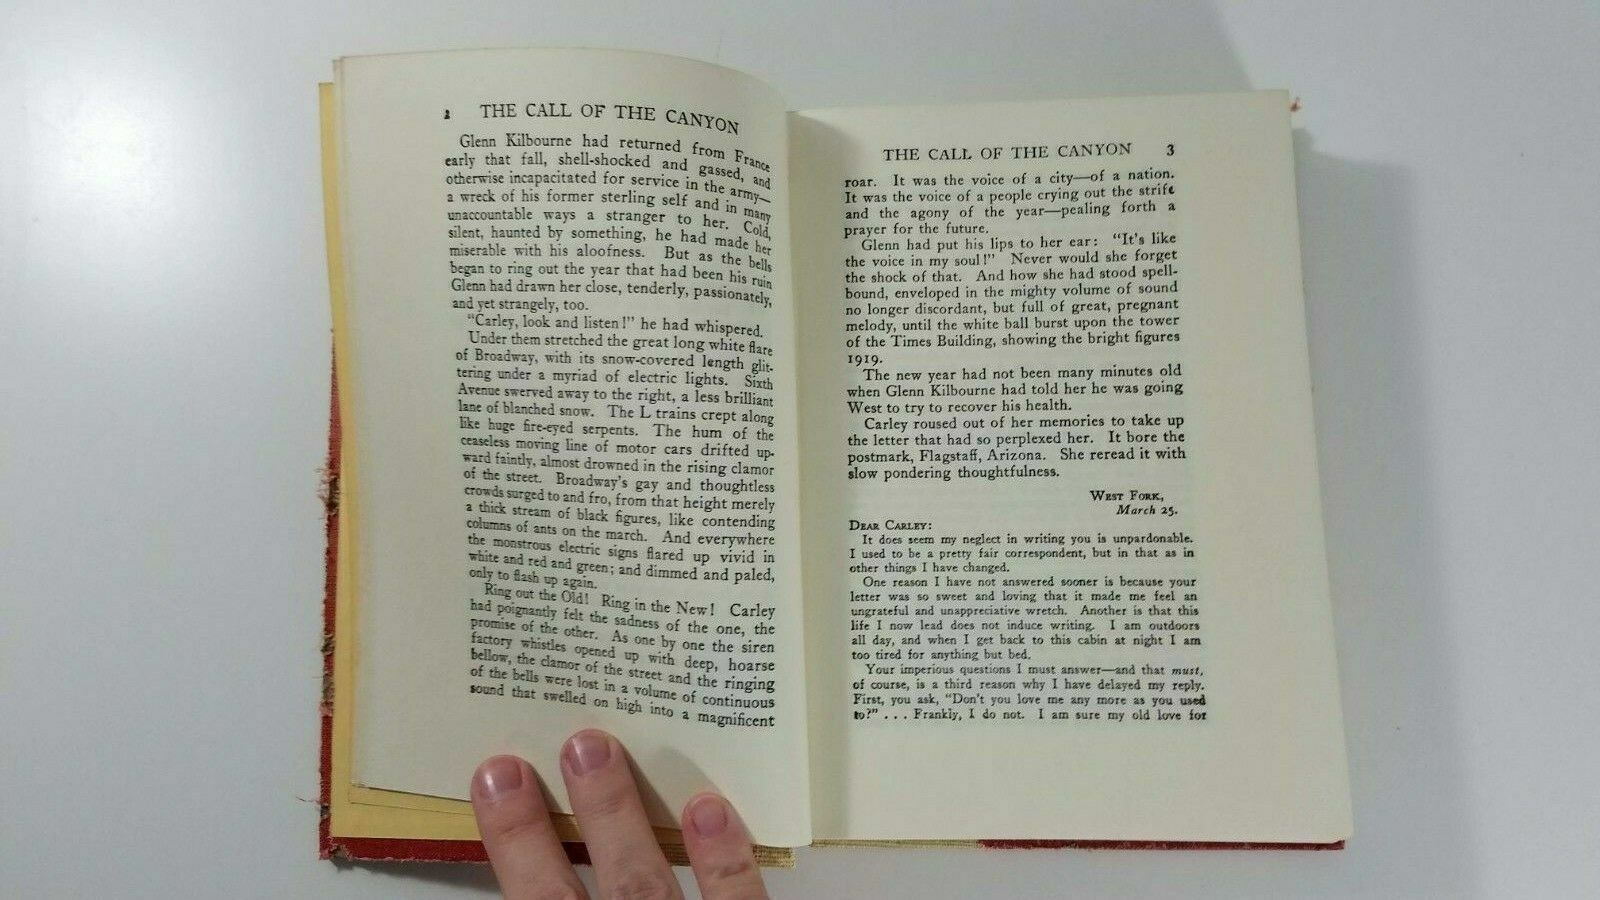 2 THE CALL OF THE CANYON
Glenn Kilbourne had returned from France
early that fall, shell-shocked and gassed, and
otherwise incapacitated for service in the army—
a wreck of his former sterling self and in many
unaccountable ways a stranger to her. Cold,
silent, haunted by something, he had made her
miserable with his aloofness. But as the bells
began to ring out the year that had been his ruin
Glenn had drawn her close, tenderly, passionately,
and yet strangely, too.
"Carley, look and listen!" he had whispered.
Under them stretched the great long white flare
of Broadway, with its snow-covered length glit-
tering under a myriad of electric lights. Sixth
Avenue swerved away to the right, a less brilliant
lane of blanched snow. The L trains crept along
like huge fire-eyed serpents. The hum of the
ceaseless moving line of motor cars drifted up-
ward faintly, almost drowned in the rising clamor
of the street. Broadway's gay and thoughtless
crowds surged to and fro, from that height merely
a thick stream of black figures, like contending
columns of ants on the march. And everywhere
the monstrous electric signs flared up vivid in
white and red and green; and dimmed and paled,
only to flash up again.
Ring out the Old! Ring in the New! Carley
had poignantly felt the sadness of the one, the
promise of the other. As one by one the siren
factory whistles opened up with deep, hoarse
bellow, the clamor of the street and the ringing
of the bells were lost in a volume of continuous
sound that swelled on high into a magnificent
THE CALL OF THE CANYON 3
roar. It was the voice of a city—of a nation.
It was the voice of a people crying out the strife
and the agony of the year—pealing forth a
prayer for the future.
Glenn had put his lips to her ear: "It's like
the voice in my soul!" Never would she forget
the shock of that. And how she had stood spell-
bound, enveloped in the mighty volume of sound
no longer discordant, but full of great, pregnant
melody, until the white ball burst upon the tower
of the Times Building, showing the bright figures
1919.
The new year had not been many minutes old
when Glenn Kilbourne had told her he was going
West to try to recover his health.
Carley roused out of her memories to take up
the letter that had so perplexed her. It bore the
postmark, Flagstaff, Arizona. She reread it with
slow pondering thoughtfulness.
WEST FORK,
March 25.
DEAR CARLEY:
It does seem my neglect in writing you is unpardonable.
I used to be a pretty fair correspondent, but in that as in
other things I have changed.
One reason I have not answered sooner is because your
letter was so sweet and loving that it made me feel an
ungrateful and unappreciative wretch. Another is that this
life I now lead does not induce writing. I am outdoors
all day, and when I get back to this cabin at night I am
too tired for anything but bed.
Your imperious questions I must answer—and that must,
of course, is a third reason why I have delayed my reply.
First, you ask, "Don't you love me any more as you used
to?" . . . Frankly, I do not. I am sure my old love for